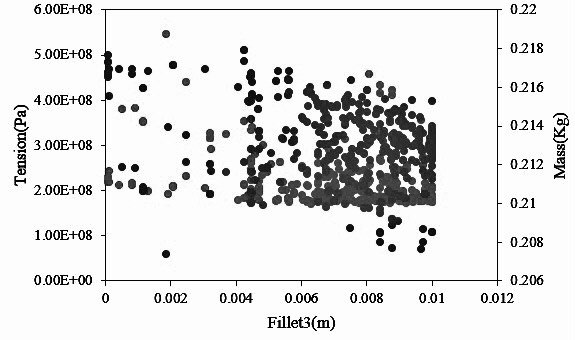 6.00E+08
5.00E+08
4.00E+08
3.00E+08
2.00E+08
1.00E+08
0.00E+00
Tension(Pa)
0
0.002
0.004
0.006
0.008
0.01
0.012
Fillet3(m)
0.22
0.218
0.216
0.214
0.212
0.21
0.208
0.206
Mass(Kg)